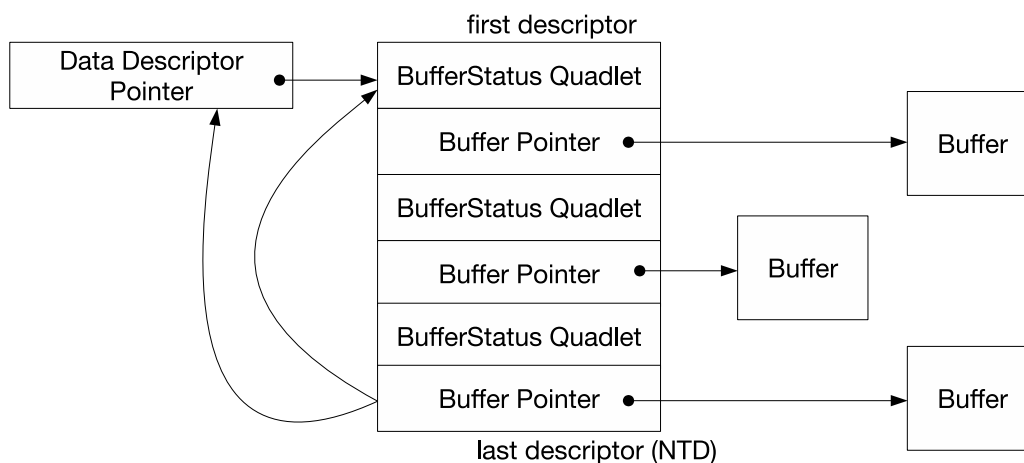 first descriptor
Data Descriptor
Pointer
BufferStatus Quadlet
Buffer Pointer
Buffer
BufferStatus Quadlet
Buffer Pointer
Buffer
BufferStatus Quadlet
Buffer Pointer
Buffer
last descriptor (NTD)